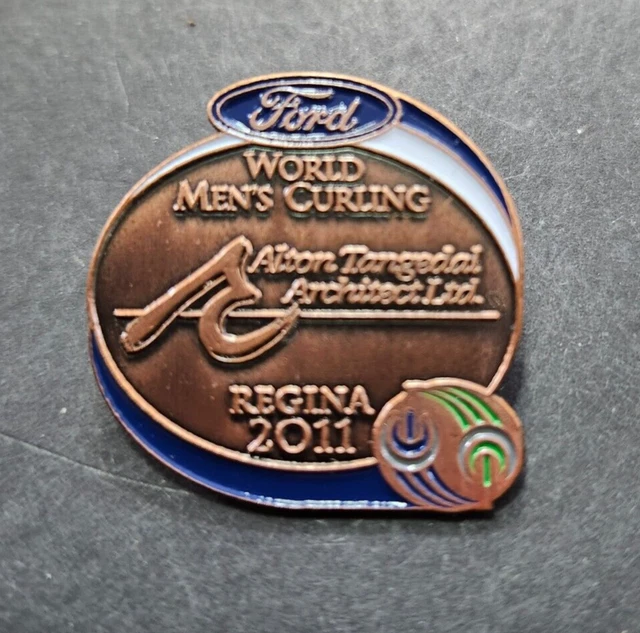 Ford
WORLD
MEN'S CURLING
Alton Tangedal
Architect Ltd.
REGINA
2011